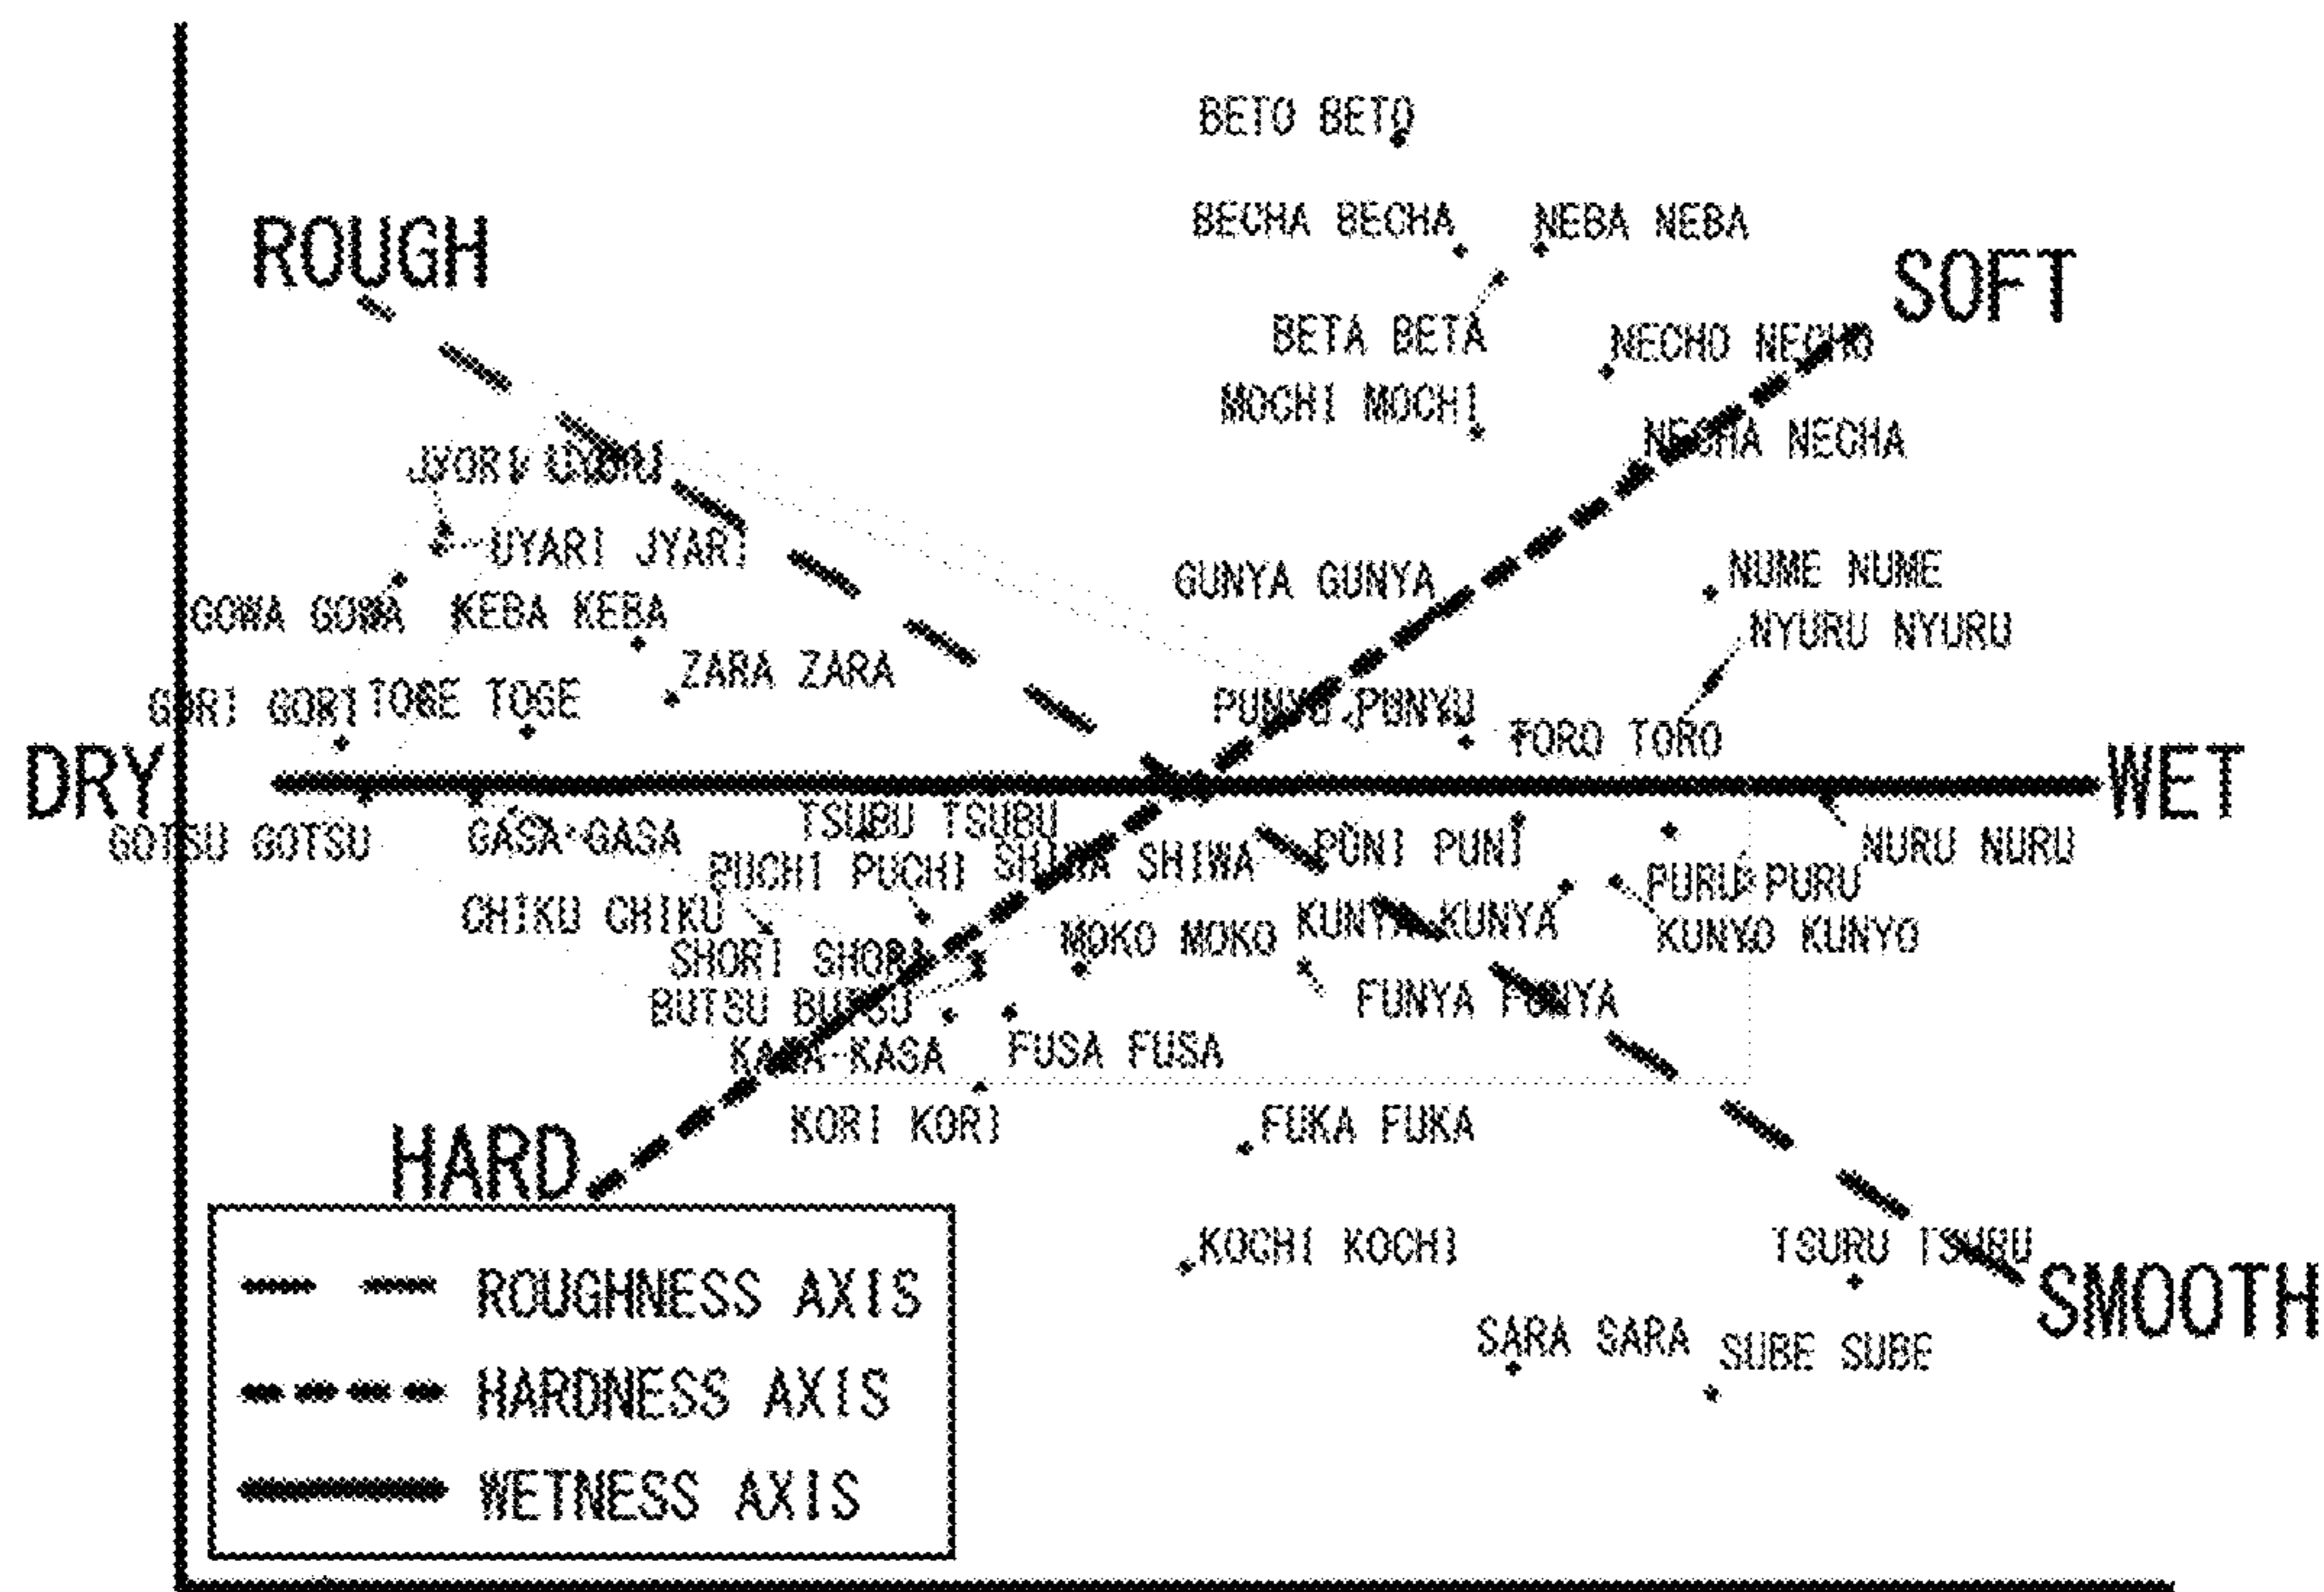 BETO BETO
BECHA BECHA
NEBA NEBA
ROUGH
SOFT
BETA BETA
NECHO NECHO
MOCHI MOCHI
NECHA NECHA
JYORI
UYARI JYARI
GUNYA GUNYA
NUME NUME
GOWA GOWA
KEBA KEBA
NYURU NYURU
ZARA ZARA
GORI GORI
TOGE TOGE
PUNYU PUNYU
TORO TORO
DRY
WET
TSUBU TSUBU
GOTSU GOTSU
GASA GASA
PUCHI PUCHI
SHIWA SHIWA
PUNI PUNI
NURU NURU
PURU PURU
CHIKU CHIKU
KUNYA KUNYA
KUNYO KUNYO
MOKO MOKO
SHORI SHORI
BUTSU BUTSU
FUNYA FUNYA
KASA KASA
FUSA FUSA
KORI KORI
FUKA FUKA
HARD
KOCHI KOCHI
TSURU TSURU
SMOOTH
SARA SARA
SUBE SUBE
ROUGHNESS AXIS
HARDNESS AXIS
WETNESS AXIS